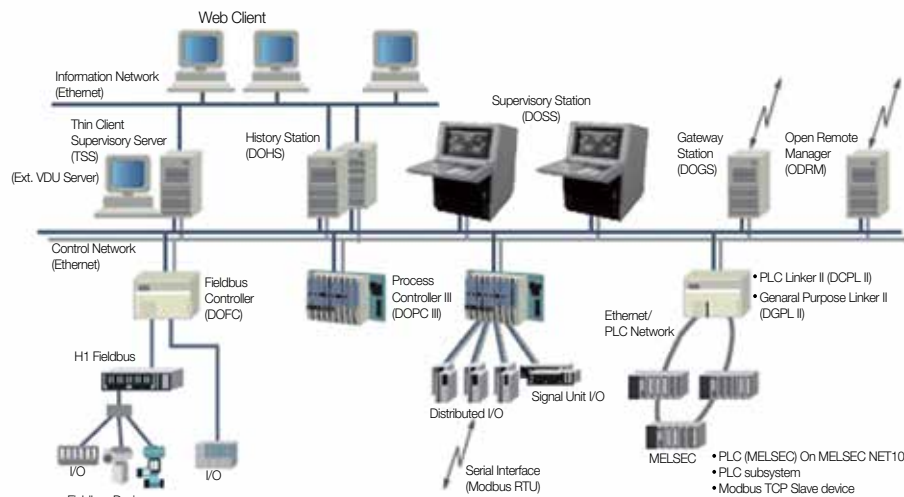 Web Client
Information Network
(Ethernet)
Thin Client
Supervisory Server
(TSS)
(Ext. VDU Server)
History Station
(DOHS)
Supervisory Station
(DOSS)
Gateway
Station
(DOGS)
Open Remote
Manager
(ODRM)
Control Network
(Ethernet)
Fieldbus
Controller
(DOFC)
Process
Controller III
(DOPC III)
• PLC Linker II (DCPL II)
• Genaral Purpose Linker II
(DGPL II)
Ethernet/
PLC Network
H1 Fieldbus
I/O
I/O
Distributed I/O
Signal Unit I/O
Serial Interface
(Modbus RTU)
MELSEC
• PLC (MELSEC) On MELSEC NET10
• PLC subsystem
• Modbus TCP Slave device